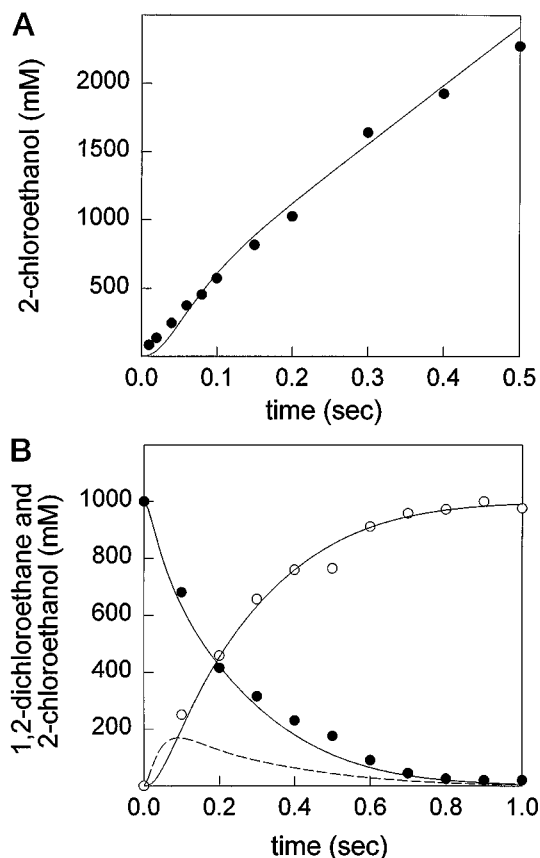 A
2-chloroethanol (mM)
2000
1500
1000
500
0.0 0.1 0.2 0.3 0.4 0.5
time (sec)
B
1,2-dichloroethane and
2-chloroethanol (mM)
1000
800
600
400
200
0.0 0.2 0.4 0.6 0.8 1.0
time (sec)